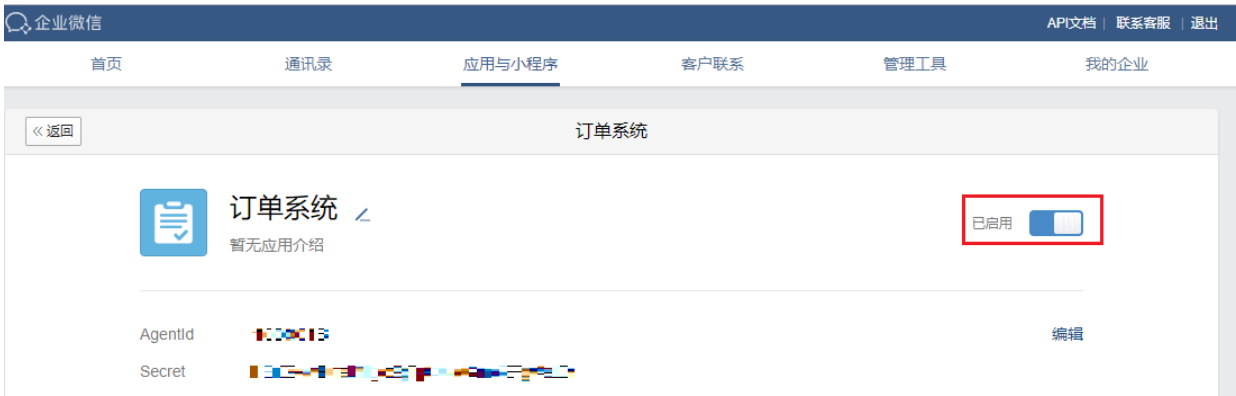 企业微信
API文档 | 联系客服 | 退出
首页 通讯录 应用与小程序 客户联系 管理工具 我的企业
«返回 订单系统
订单系统
已启用
暂无应用介绍
AgentId 编辑
Secret